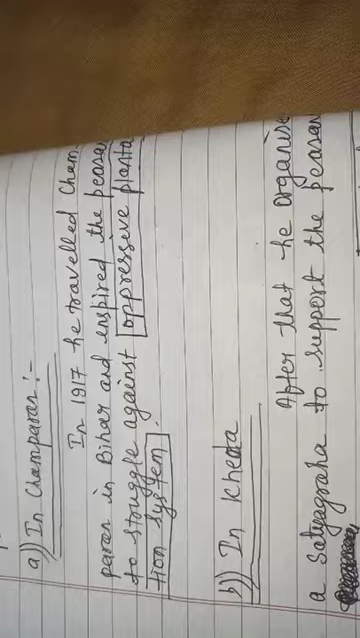 a)) In Champaran :-
In 1917 he travelled Cham
paran in Bihar and inspired the peasa
to struggle against oppressive planta
tion system.
b)) In Kheda
After that he organise
a satyagraha to support the peasan